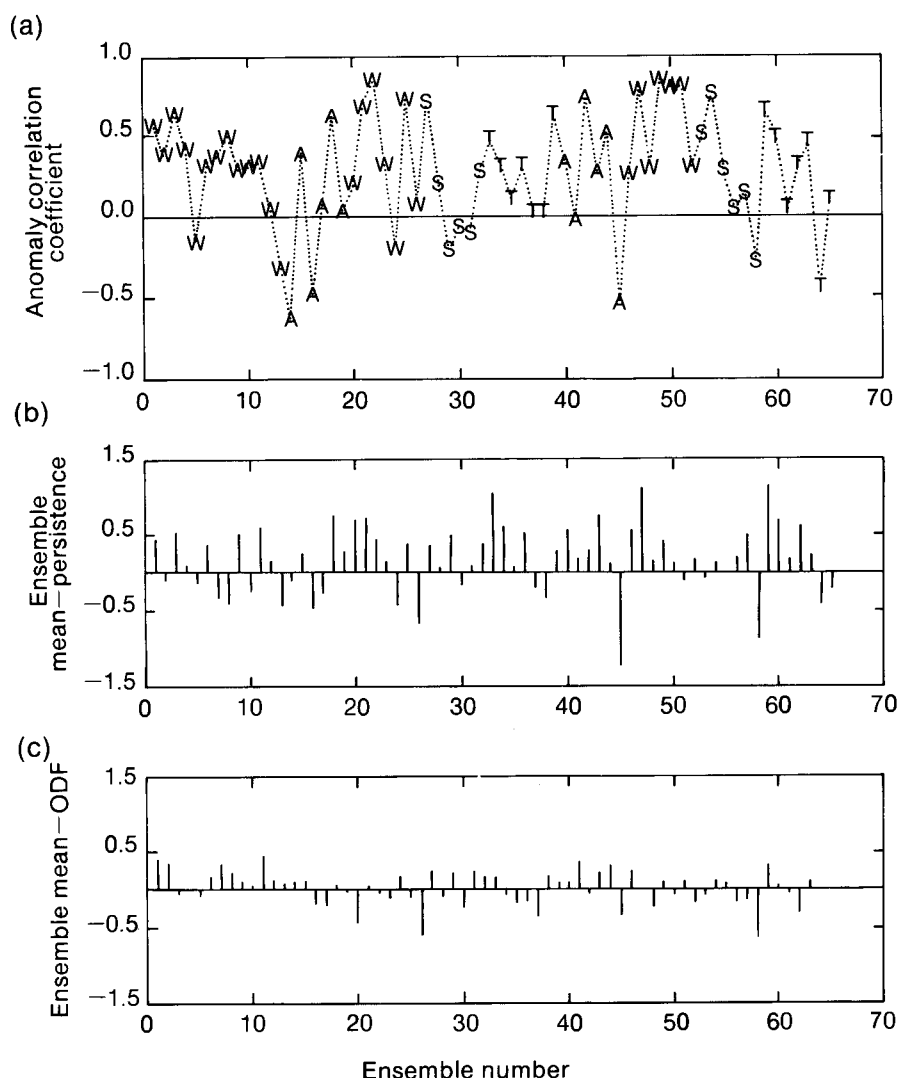 (a)
Anomaly correlation
coefficient
1.0
0.5
0.0
−0.5
−1.0
W W W W W W W W W W W W W A A A A A A W W W W W W W S S S S S S T T T T T T T A A A A A A W W W W W W W S S S S S S T T T T T T T
0 10 20 30 40 50 60 70
(b)
Ensemble
mean−persistence
1.5
0.5
−0.5
−1.5
0 10 20 30 40 50 60 70
(c)
Ensemble mean−ODF
1.5
0.5
−0.5
−1.5
0 10 20 30 40 50 60 70
Ensemble number